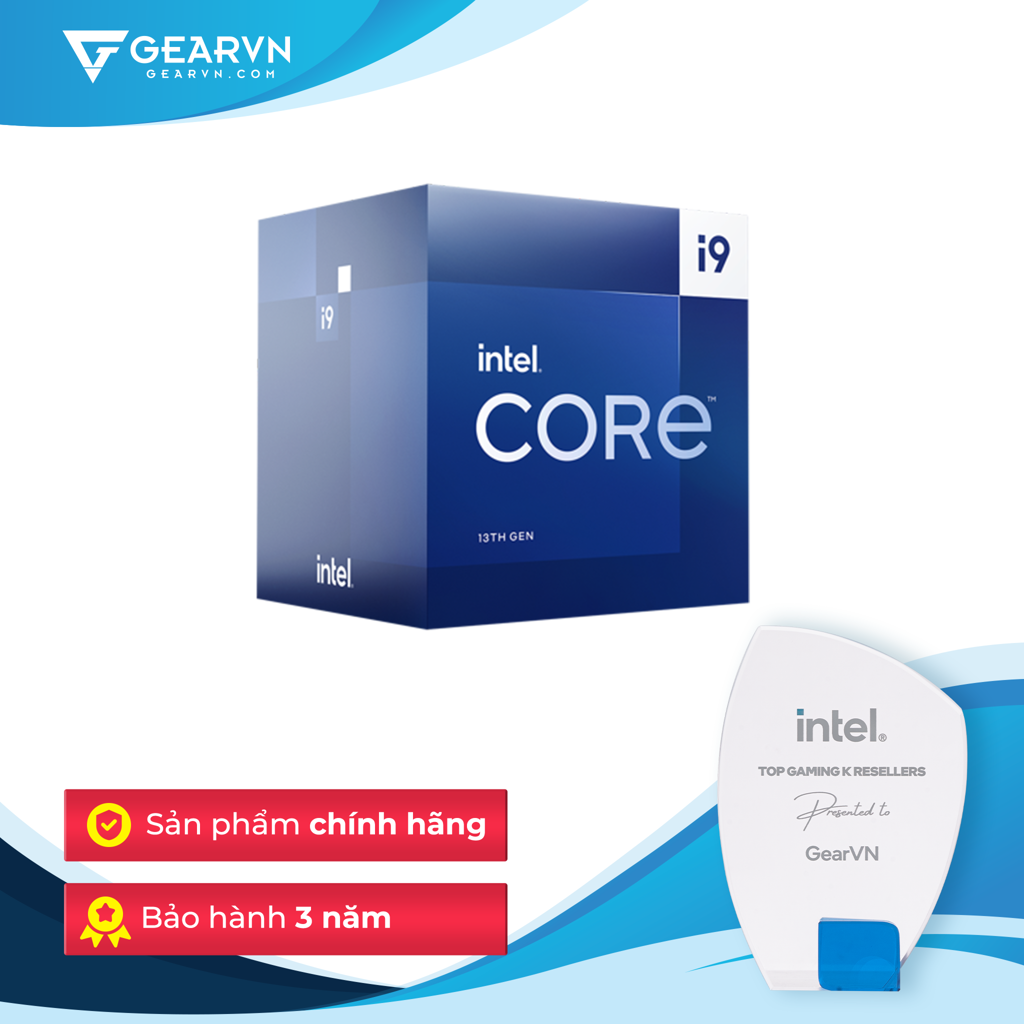 GEARVN
GEARVN.COM
i9
i9
intel.
CORE™
13TH GEN
intel.
intel®
TOP GAMING K RESELLERS
Presented to
GearVN
Sản phẩm chính hãng
Bảo hành 3 năm